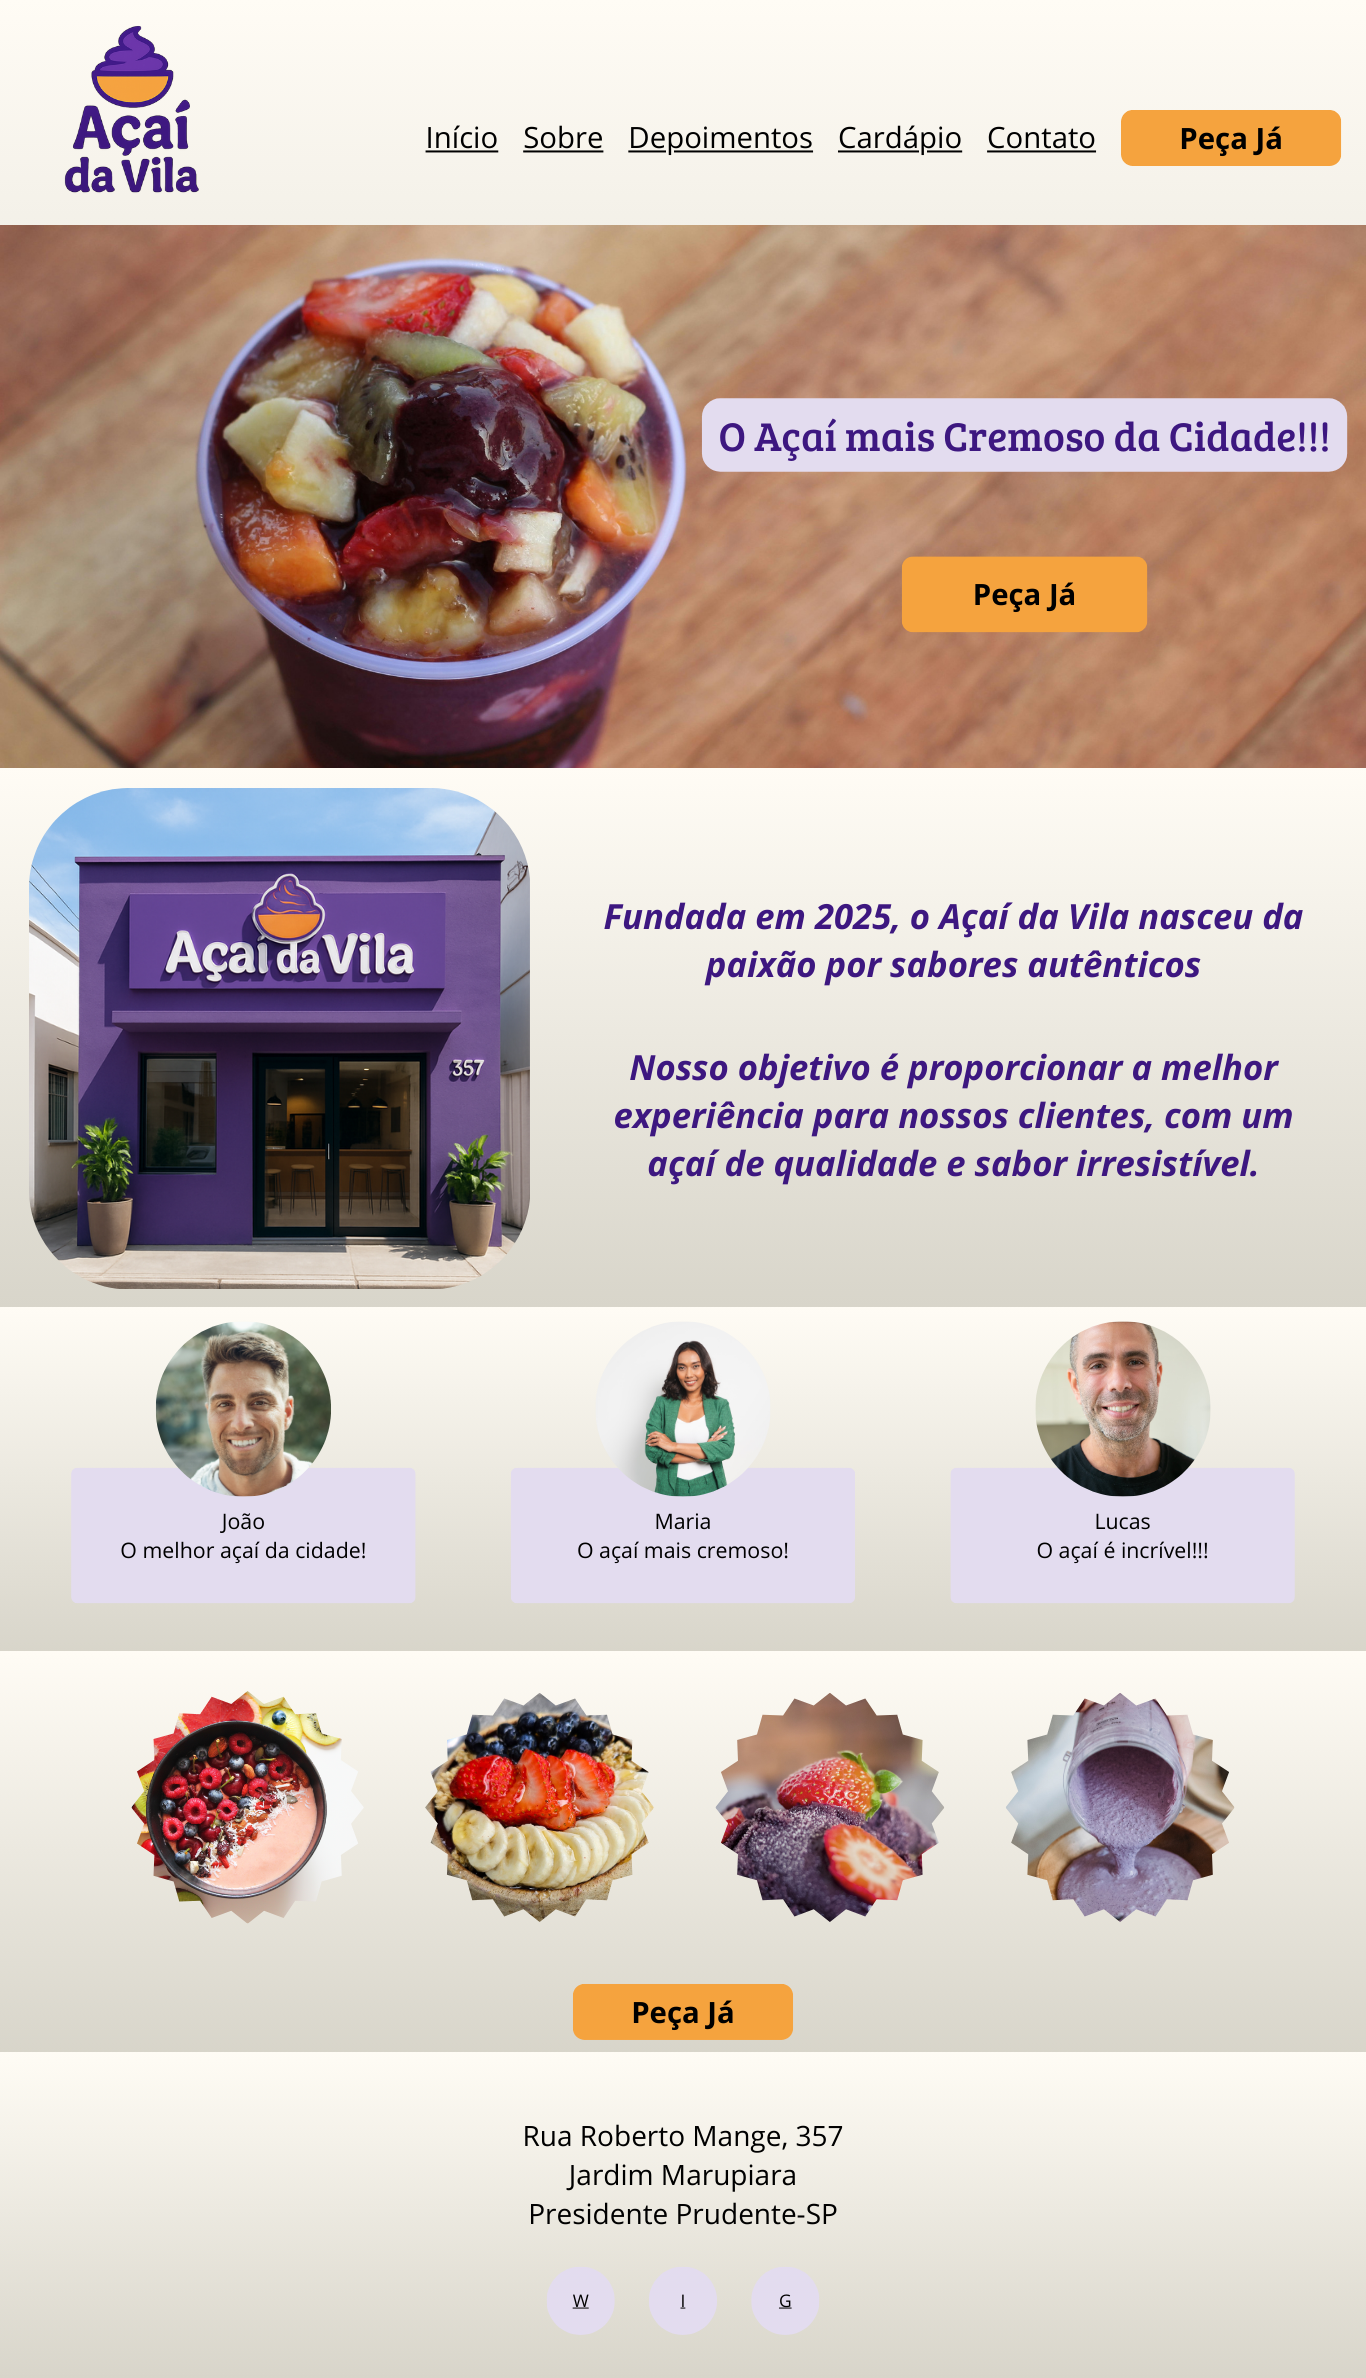 Açaí
da Vila
Início Sobre Depoimentos Cardápio Contato Peça Já
O Açaí mais Cremoso da Cidade!!!
Peça Já
Açaí da Vila
357
Fundada em 2025, o Açaí da Vila nasceu da
paixão por sabores autênticos
Nosso objetivo é proporcionar a melhor
experiência para nossos clientes, com um
açaí de qualidade e sabor irresistível.
João
O melhor açaí da cidade!
Maria
O açaí mais cremoso!
Lucas
O açaí é incrível!!!
Peça Já
Rua Roberto Mange, 357
Jardim Marupiara
Presidente Prudente-SP
W I G